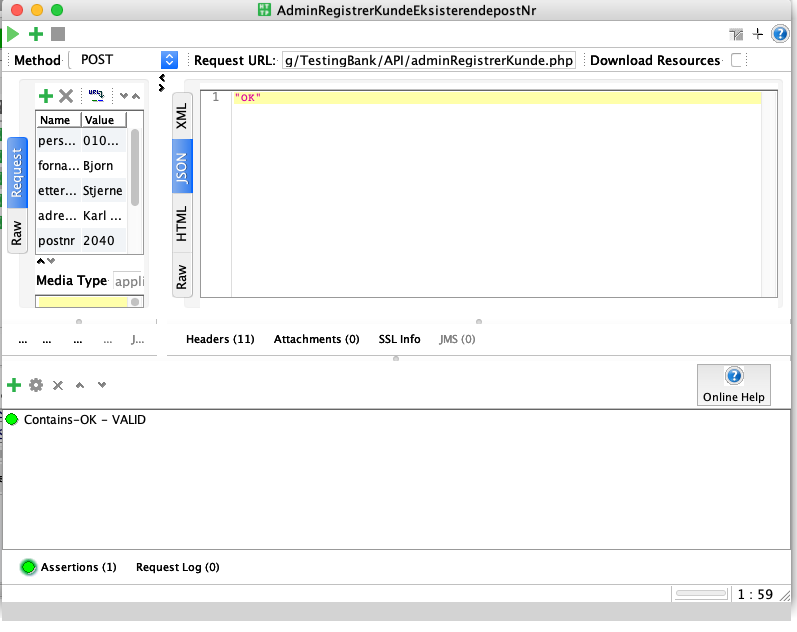 AdminRegistrerKundeEksisterendepostNr
Method POST Request URL: g/TestingBank/API/adminRegistrerKunde.php Download Resources
URL
Name Value
pers... 010...
forna... Bjorn
etter... Stjerne
adre... Karl ...
postnr 2040
Media Type appli
Request
Raw
XML
JSON
HTML
Raw
1 "OK"
... ... ... ... J...
Headers (11) Attachments (0) SSL Info JMS (0)
Online Help
Contains-OK - VALID
Assertions (1) Request Log (0)
1 : 59